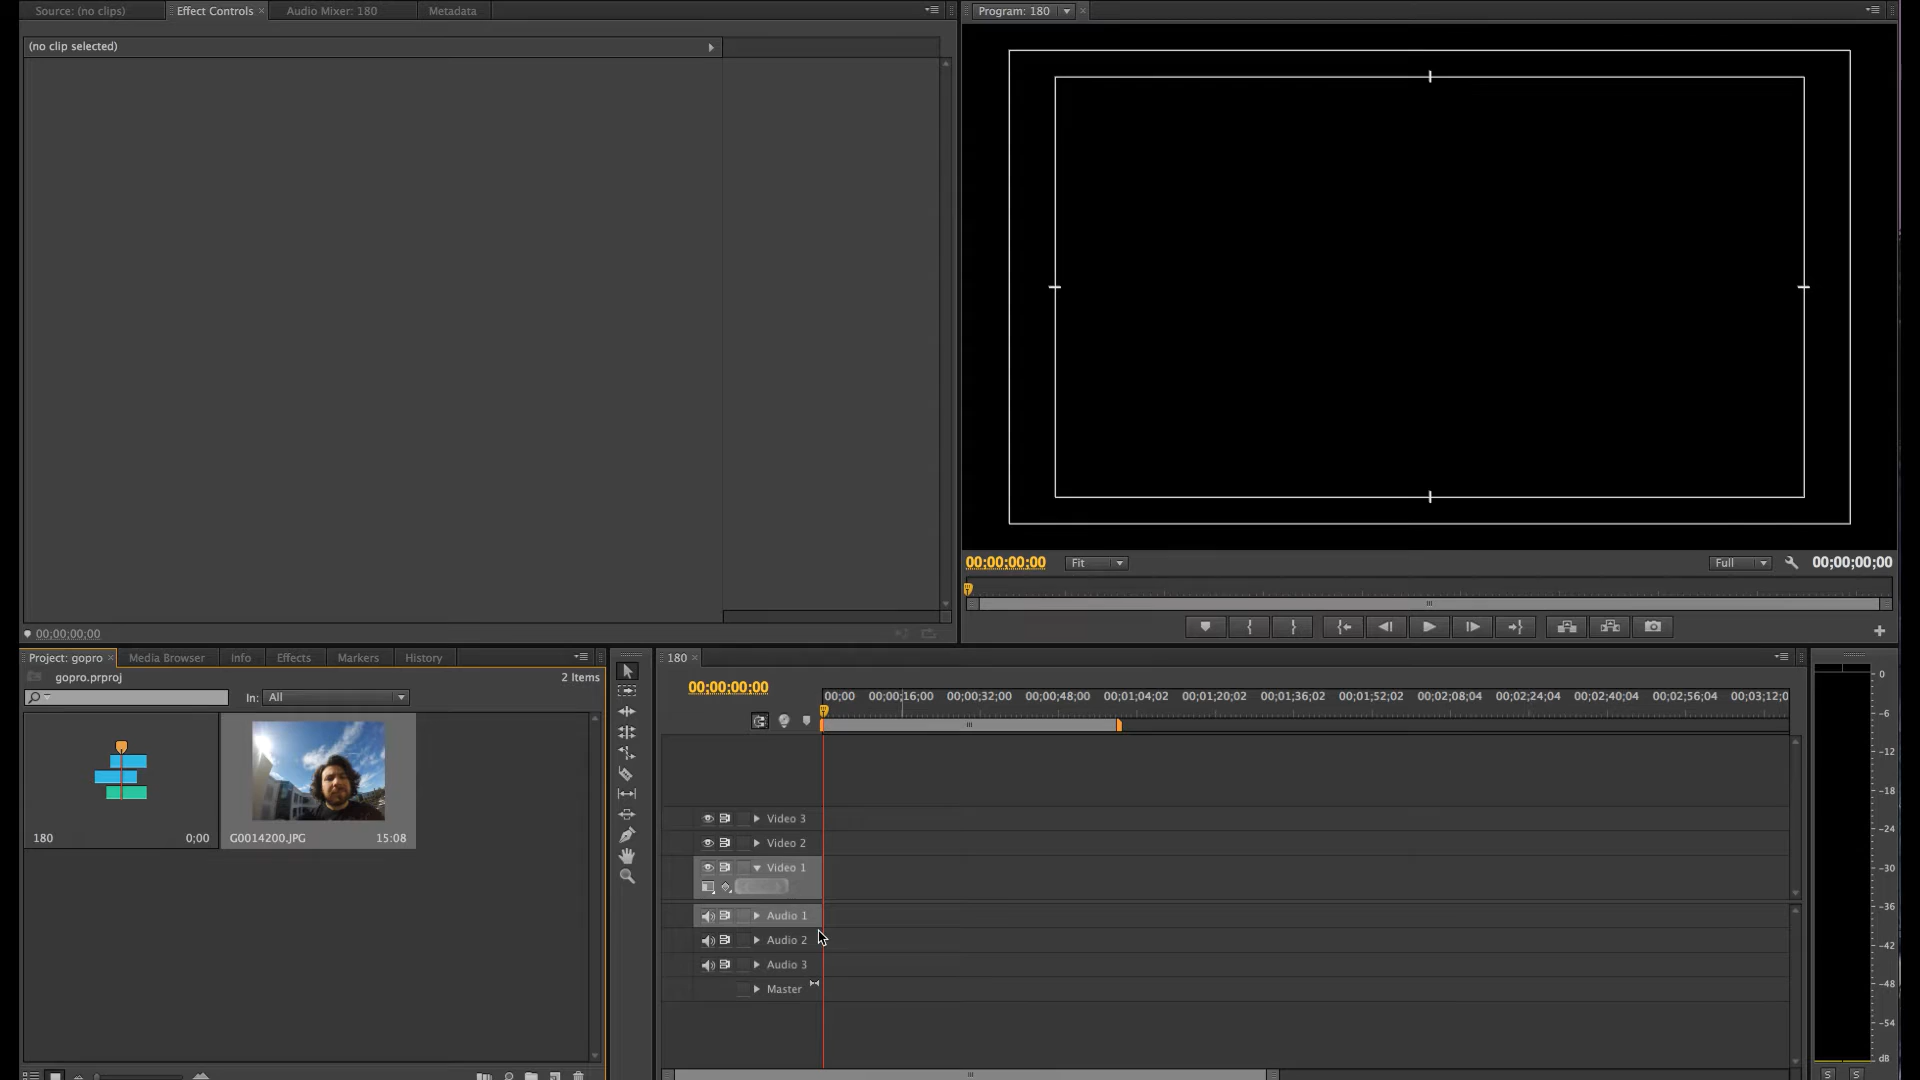 Source: (no clips)
Effect Controls
Audio Mixer: 180
Metadata
Program: 180
(no clip selected)
00;00;00;00
Fit
Full
00;00;00;00
00;00;00;00
Project: gopro
Media Browser
Info
Effects
Markers
History
180
gopro.prproj
2 Items
In: All
00;00;00;00
00;00 00;00;16;00 00;00;32;00 00;00;48;00 00;01;04;02 00;01;20;02 00;01;36;02 00;01;52;02 00;02;08;04 00;02;24;04 00;02;40;04 00;02;56;04 00;03;12;0
Video 3
Video 2
Video 1
Audio 1
Audio 2
Audio 3
Master
180 0;00
G0014200.JPG 15:08
0
-6
-12
-18
-24
-30
-36
-42
-48
-54
dB
S S